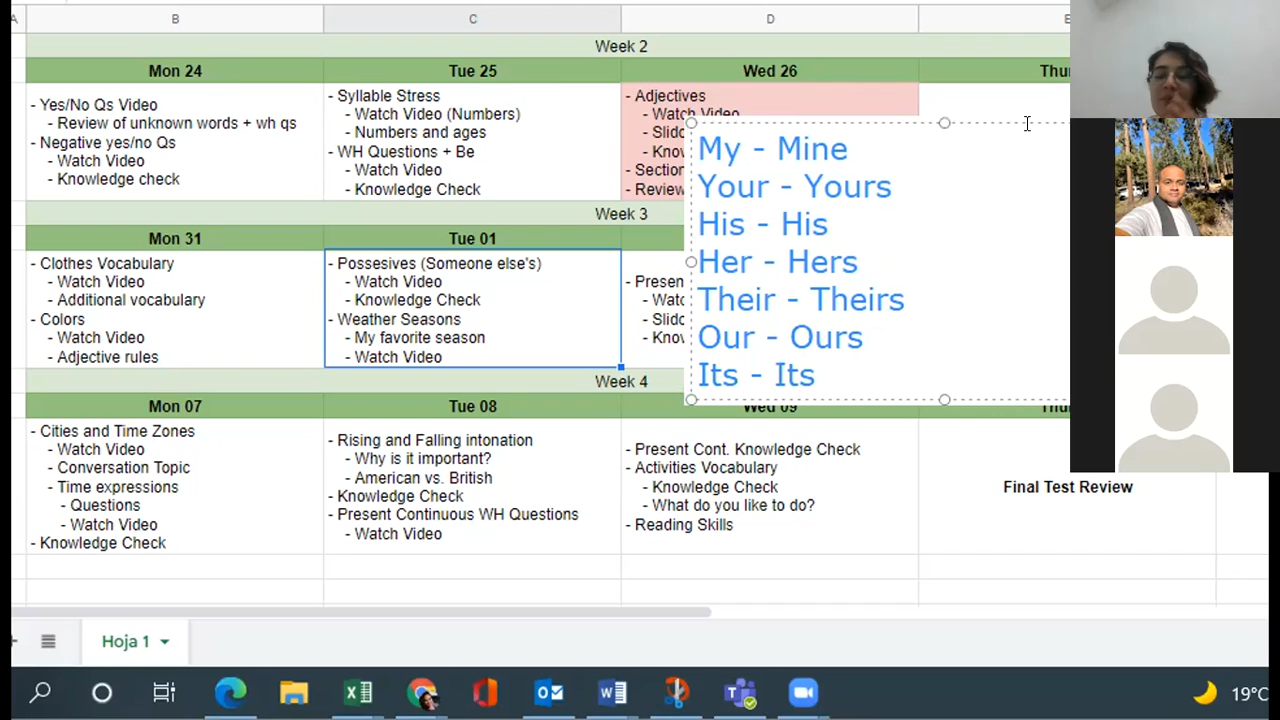 A B C D E
Week 2
Mon 24 Tue 25 Wed 26
- Yes/No Qs Video
- Review of unknown words + wh qs
- Negative yes/no Qs
- Watch Video
- Knowledge check
- Syllable Stress
- Watch Video (Numbers)
- Numbers and ages
- WH Questions + Be
- Watch Video
- Knowledge Check
- Adjectives
- Watch Video
My - Mine
Your - Yours
His - His
Her - Hers
Their - Theirs
Our - Ours
Its - Its
Week 3
Mon 31 Tue 01
- Clothes Vocabulary
- Watch Video
- Additional vocabulary
- Colors
- Watch Video
- Adjective rules
- Possesives (Someone else's)
- Watch Video
- Knowledge Check
- Weather Seasons
- My favorite season
- Watch Video
Week 4
Mon 07 Tue 08 Wed 09
- Cities and Time Zones
- Watch Video
- Conversation Topic
- Time expressions
- Questions
- Watch Video
- Knowledge Check
- Rising and Falling intonation
- Why is it important?
- American vs. British
- Knowledge Check
- Present Continuous WH Questions
- Watch Video
- Present Cont. Knowledge Check
- Activities Vocabulary
- Knowledge Check
- What do you like to do?
- Reading Skills
Final Test Review
Hoja 1
19°C